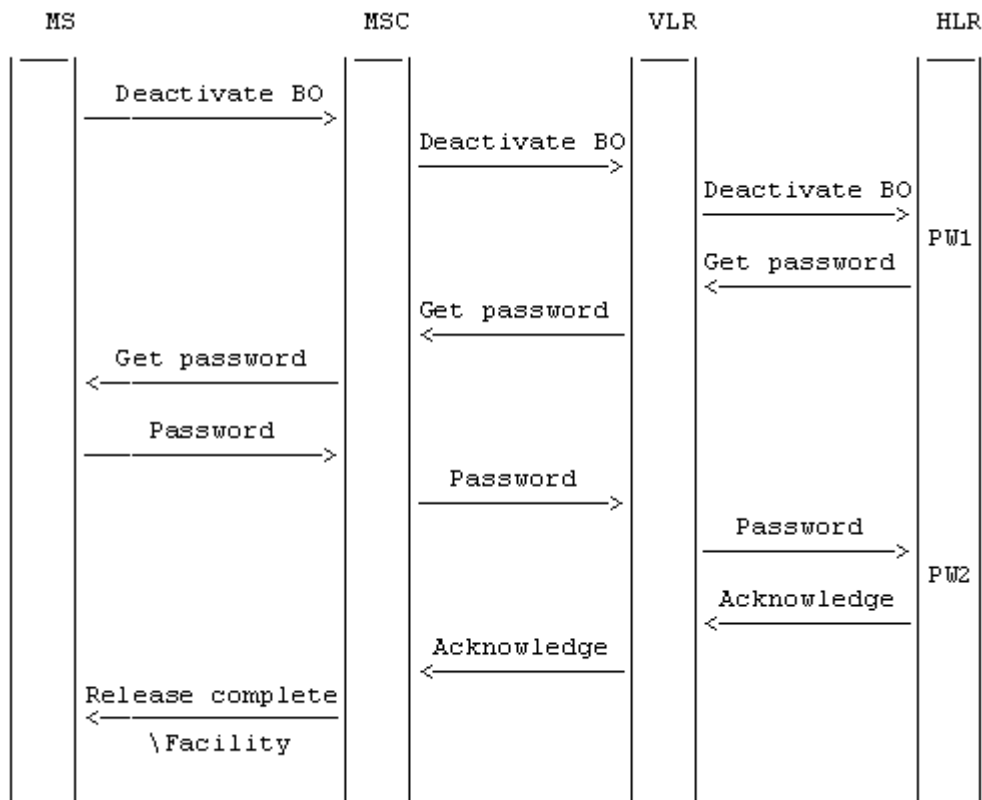 MS MSC VLR HLR
Deactivate BO
Deactivate BO
Deactivate BO
PW1
Get password
Get password
Get password
Password
Password
Password
PW2
Acknowledge
Acknowledge
Release complete
\Facility